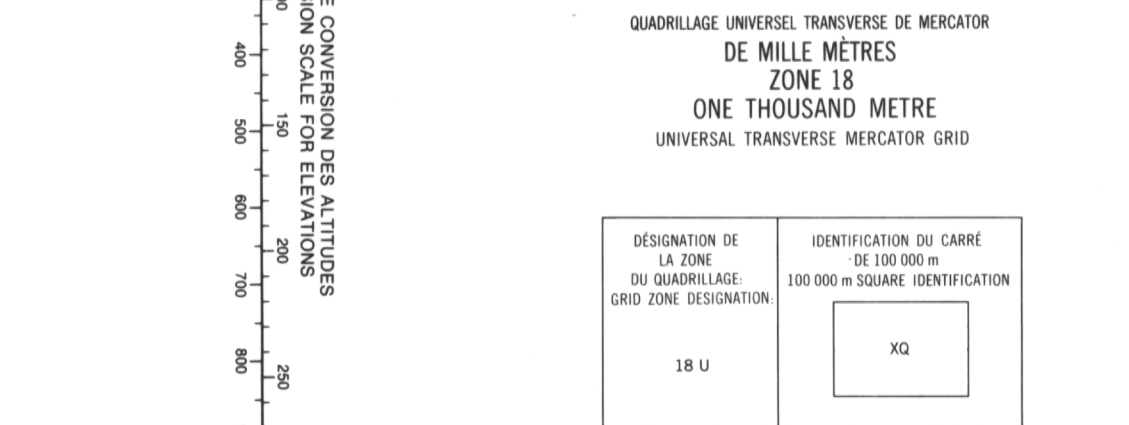 CONVERSION DES ALTITUDES
SCALE FOR ELEVATIONS
400
500
600
700
800
150
200
250
QUADRILLAGE UNIVERSEL TRANSVERSE DE MERCATOR
DE MILLE MÈTRES
ZONE 18
ONE THOUSAND METRE
UNIVERSAL TRANSVERSE MERCATOR GRID
DÉSIGNATION DE
LA ZONE
DU QUADRILLAGE:
GRID ZONE DESIGNATION:
18 U
IDENTIFICATION DU CARRÉ
DE 100 000 m
100 000 m SQUARE IDENTIFICATION
XQ